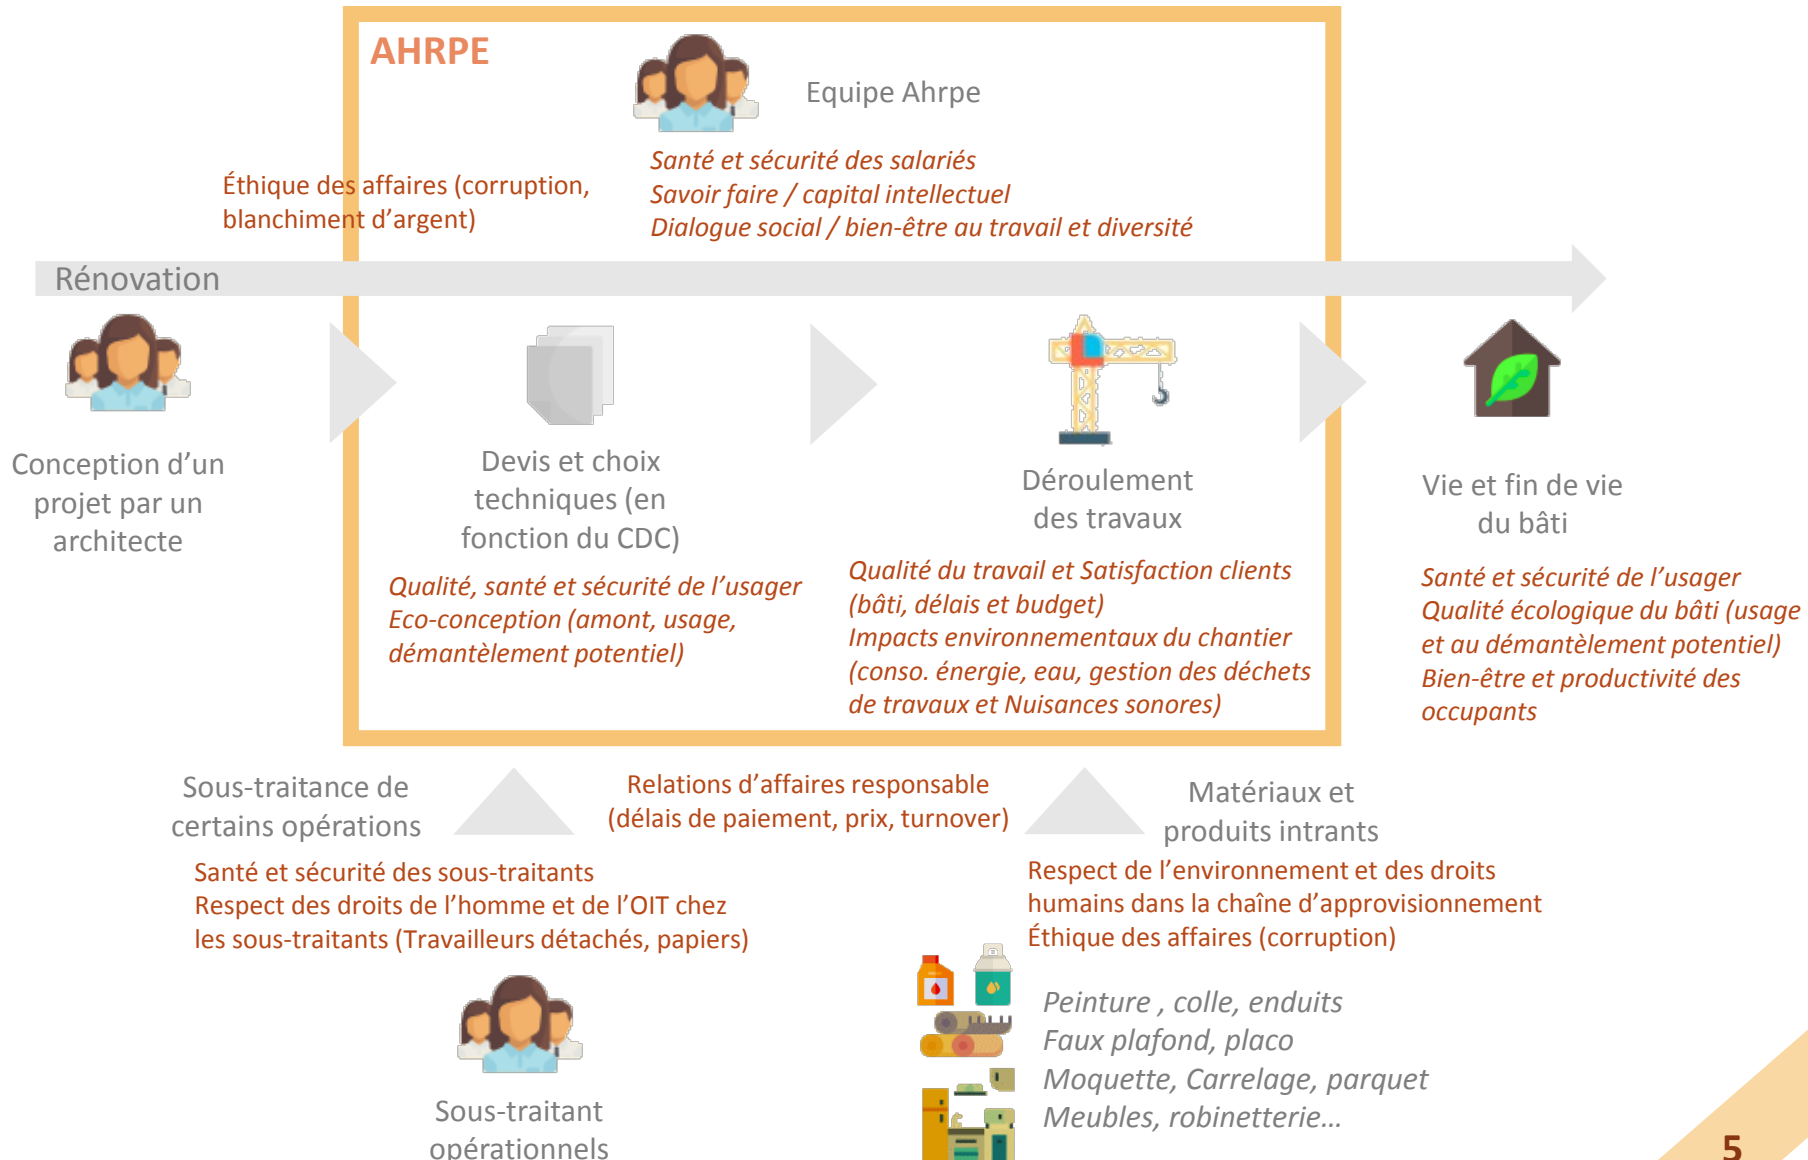 AHRPE
Equipe Ahrpe
Santé et sécurité des salariés
Savoir faire / capital intellectuel
Dialogue social / bien-être au travail et diversité
Éthique des affaires (corruption,
blanchiment d’argent)
Rénovation
Conception d’un
projet par un
architecte
Devis et choix
techniques (en
fonction du CDC)
Qualité, santé et sécurité de l’usager
Eco-conception (amont, usage,
démantèlement potentiel)
Déroulement
des travaux
Qualité du travail et Satisfaction clients
(bâti, délais et budget)
Impacts environnementaux du chantier
(conso. énergie, eau, gestion des déchets
de travaux et Nuisances sonores)
Vie et fin de vie
du bâti
Santé et sécurité de l’usager
Qualité écologique du bâti (usage
et au démantèlement potentiel)
Bien-être et productivité des
occupants
Sous-traitance de
certains opérations
Relations d’affaires responsable
(délais de paiement, prix, turnover)
Matériaux et
produits intrants
Santé et sécurité des sous-traitants
Respect des droits de l’homme et de l’OIT chez
les sous-traitants (Travailleurs détachés, papiers)
Respect de l’environnement et des droits
humains dans la chaîne d’approvisionnement
Éthique des affaires (corruption)
Sous-traitant
opérationnels
Peinture , colle, enduits
Faux plafond, placo
Moquette, Carrelage, parquet
Meubles, robinetterie…
5